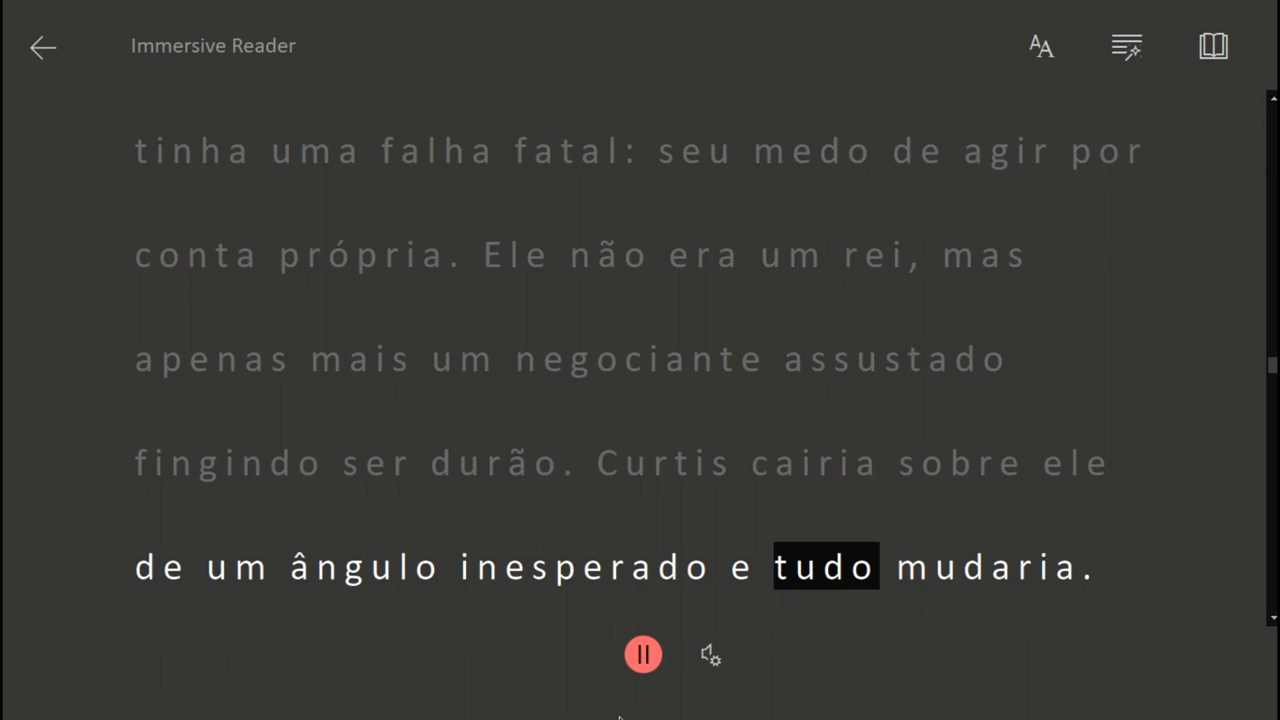 Immersive Reader
tinha uma falha fatal: seu medo de agir por
conta própria. Ele não era um rei, mas
apenas mais um negociante assustado
fingindo ser durão. Curtis cairia sobre ele
de um ângulo inesperado e tudo mudaria.